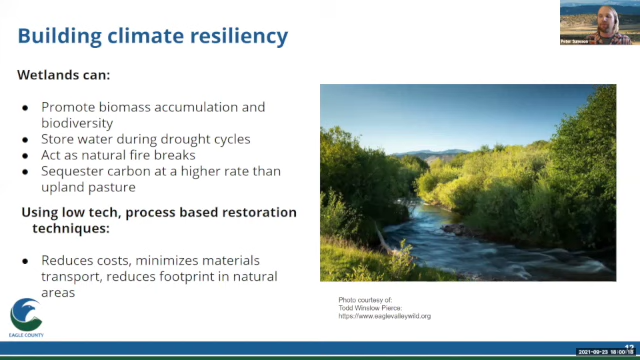 Building climate resiliency
Wetlands can:
● Promote biomass accumulation and
biodiversity
● Store water during drought cycles
● Act as natural fire breaks
● Sequester carbon at a higher rate than
upland pasture
Using low tech, process based restoration
techniques:
● Reduces costs, minimizes materials
transport, reduces footprint in natural
areas
Photo courtesy of:
Todd Winslow Pierce:
https://www.eaglevalleywild.org
EAGLE COUNTY
Peter
2021-09-23 18:00:18